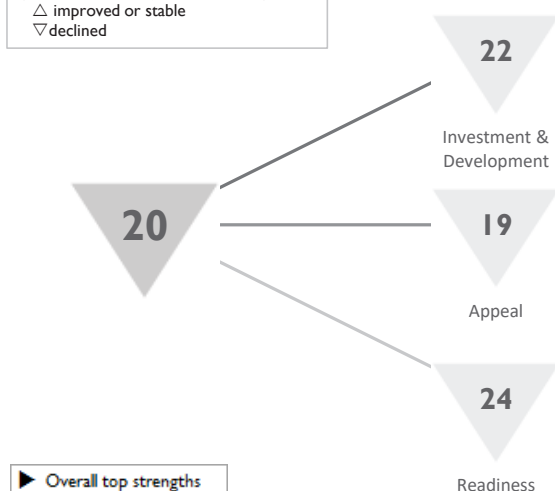 △ improved or stable
▽ declined
22
Investment &
Development
20
19
Appeal
24
Readiness
▶ Overall top strengths